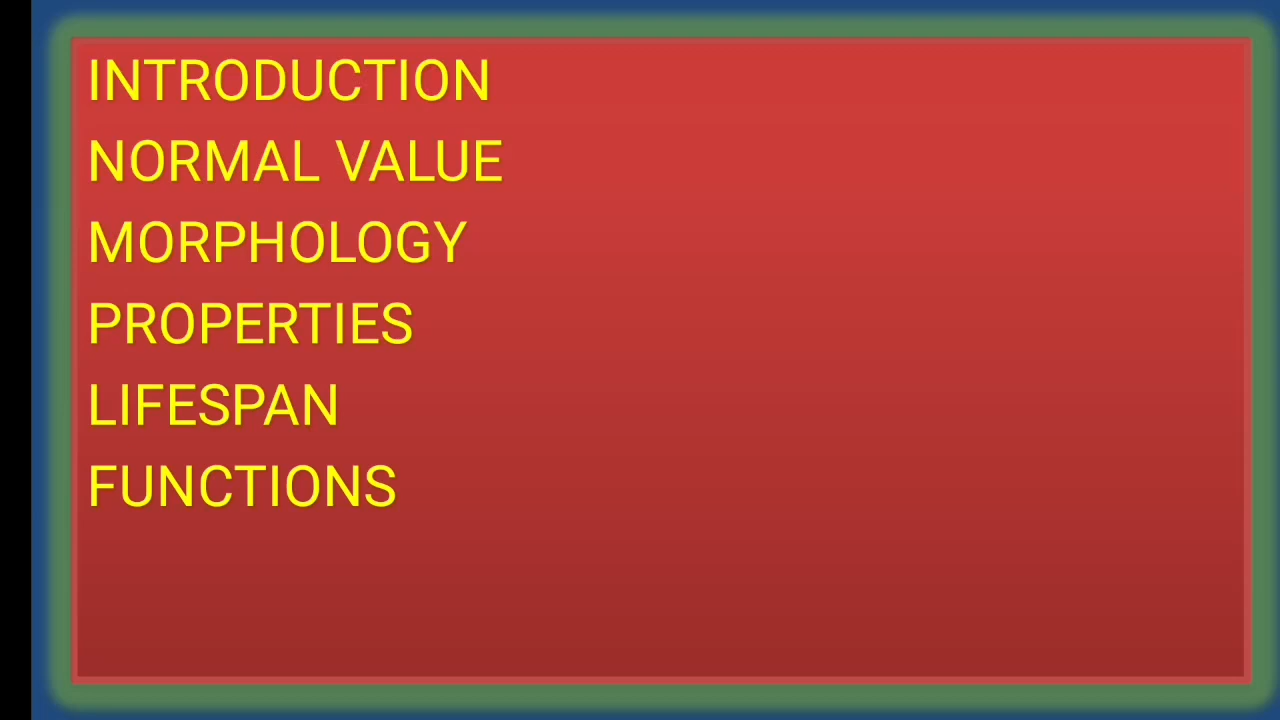 INTRODUCTION
NORMAL VALUE
MORPHOLOGY
PROPERTIES
LIFESPAN
FUNCTIONS